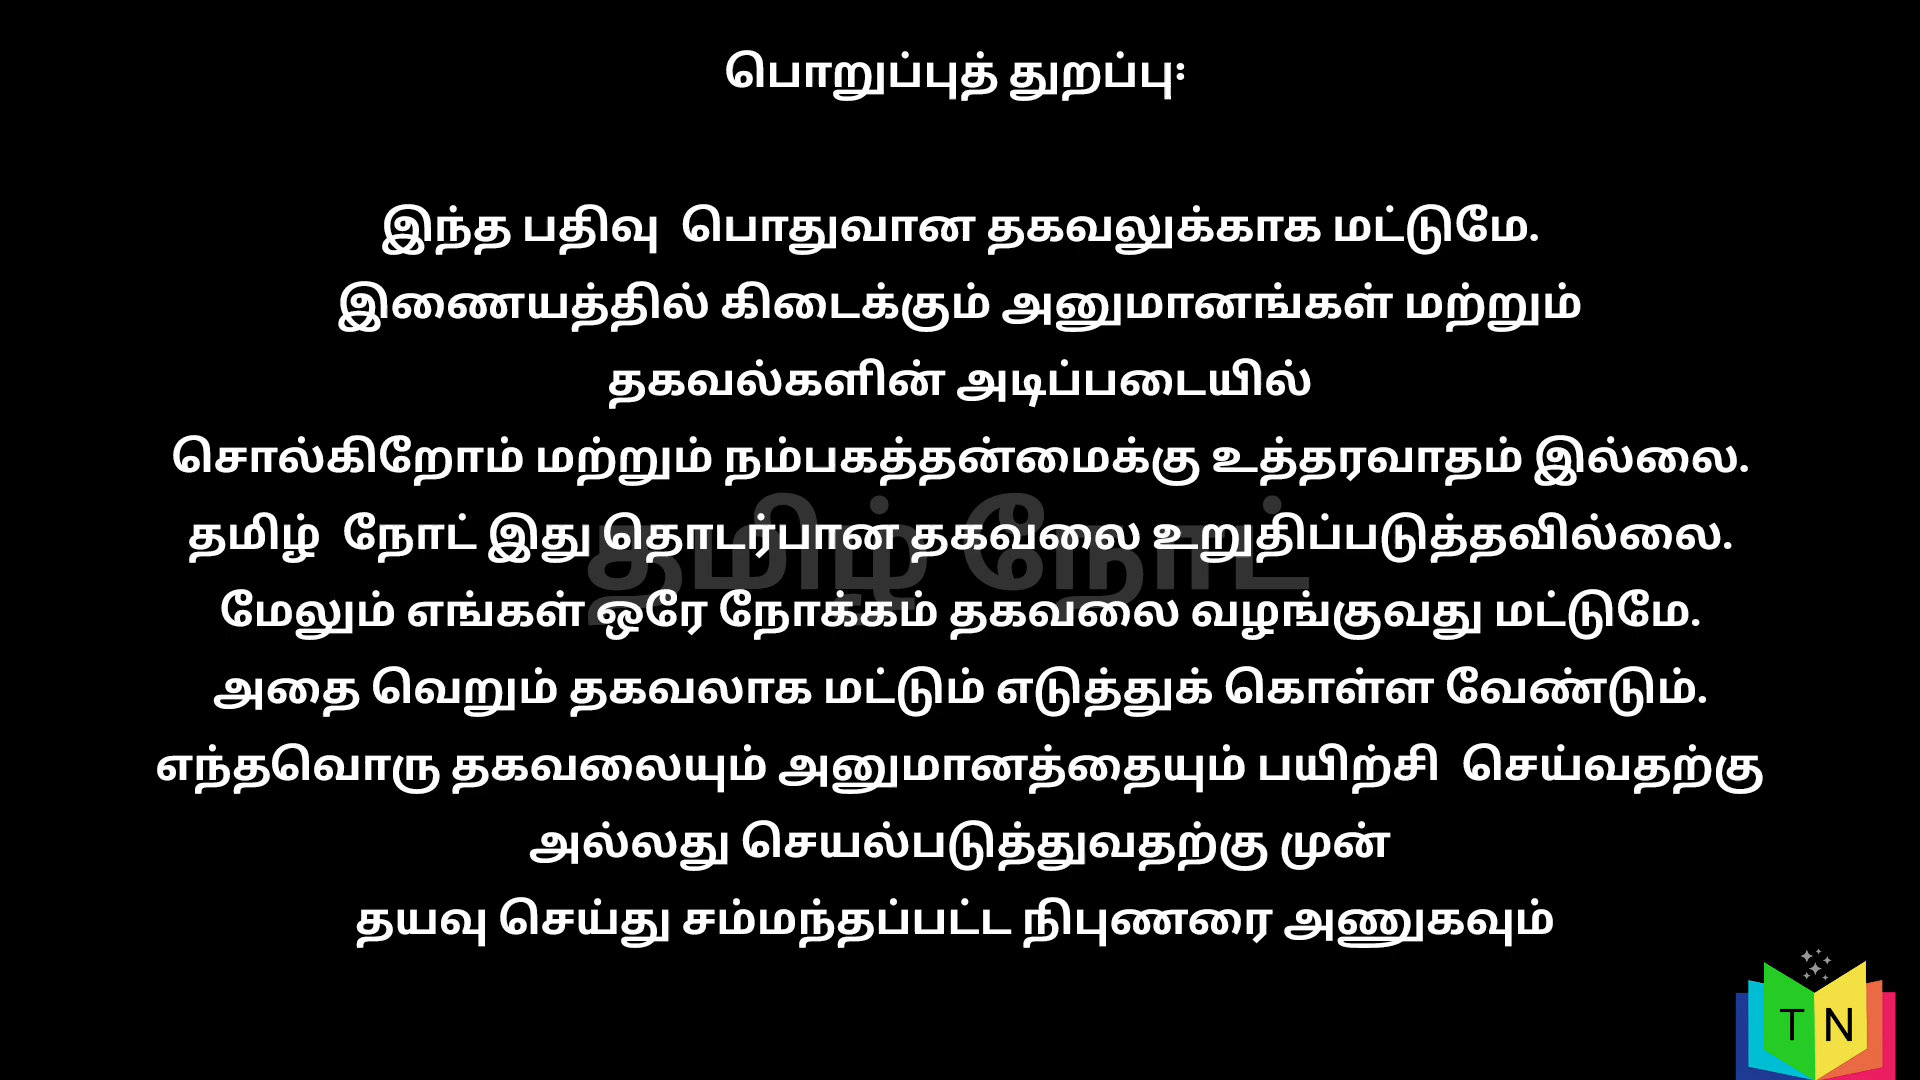 பொறுப்புத் துறப்பு:
இந்த பதிவு பொதுவான தகவலுக்காக மட்டுமே.
இணையத்தில் கிடைக்கும் அனுமானங்கள் மற்றும்
தகவல்களின் அடிப்படையில்
சொல்கிறோம் மற்றும் நம்பகத்தன்மைக்கு உத்தரவாதம் இல்லை.
தமிழ் நோட் இது தொடர்பான தகவலை உறுதிப்படுத்தவில்லை.
தமிழ் நோட்
மேலும் எங்கள் ஒரே நோக்கம் தகவலை வழங்குவது மட்டுமே.
அதை வெறும் தகவலாக மட்டும் எடுத்துக் கொள்ள வேண்டும்.
எந்தவொரு தகவலையும் அனுமானத்தையும் பயிற்சி செய்வதற்கு
அல்லது செயல்படுத்துவதற்கு முன்
தயவு செய்து சம்மந்தப்பட்ட நிபுணரை அணுகவும்
T N